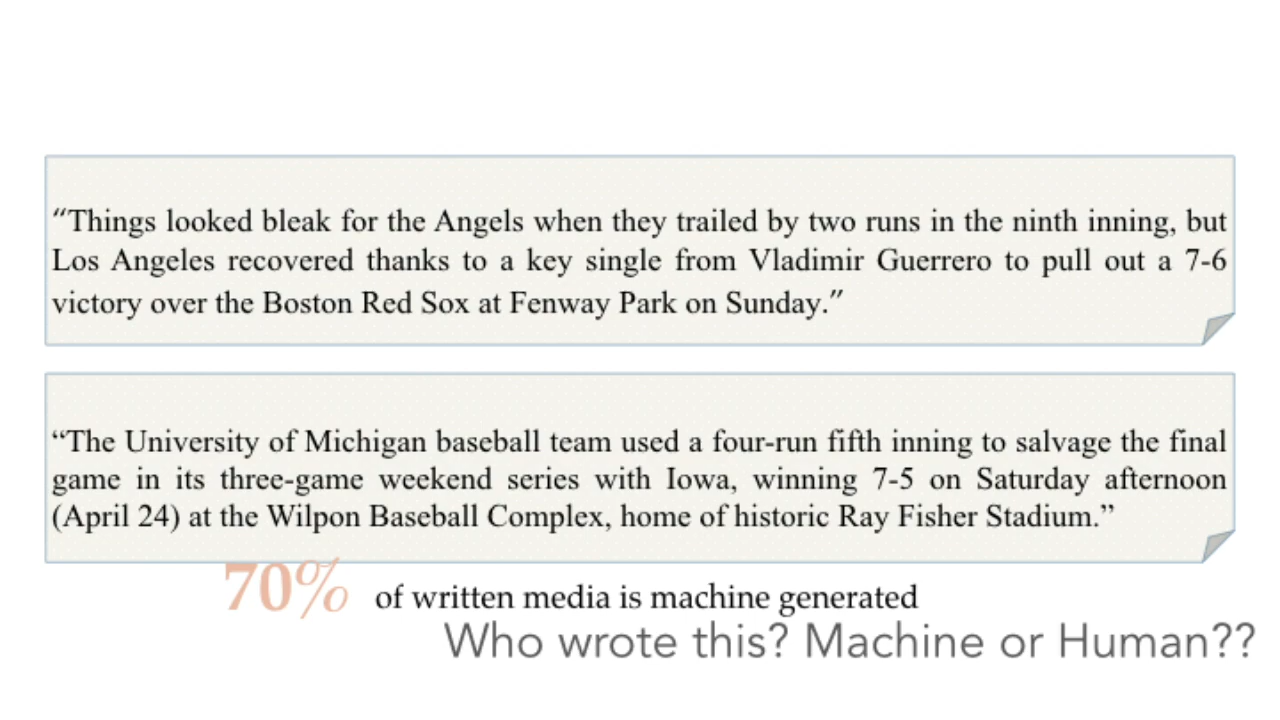 “Things looked bleak for the Angels when they trailed by two runs in the ninth inning, but
Los Angeles recovered thanks to a key single from Vladimir Guerrero to pull out a 7-6
victory over the Boston Red Sox at Fenway Park on Sunday.”
“The University of Michigan baseball team used a four-run fifth inning to salvage the final
game in its three-game weekend series with Iowa, winning 7-5 on Saturday afternoon
(April 24) at the Wilpon Baseball Complex, home of historic Ray Fisher Stadium.”
70% of written media is machine generated
Who wrote this? Machine or Human??